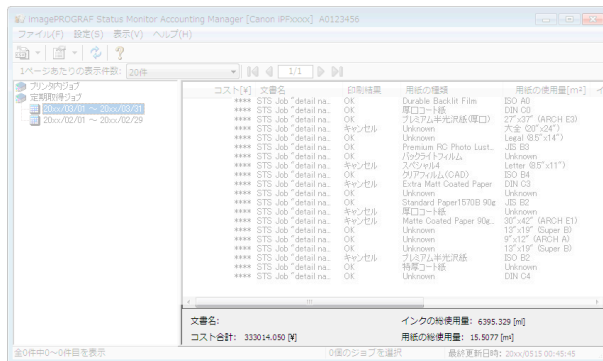 imagePROGRAF Status Monitor Accounting Manager [Canon iPFxxxx] A0123456
ファイル(F) 設定(S) 表示(V) ヘルプ(H)
1ページあたりの表示件数: 20件 1/1
プリンタ内ジョブ
定期取得ジョブ
20xx/03/01 ～ 20xx/03/31
20xx/02/01 ～ 20xx/02/29
コスト[¥] 文書名 印刷結果 用紙の種類 用紙の使用量[m²] イ
**** STS Job "detail na... OK Durable Backlit Film ISO A0
**** STS Job "detail na... OK 厚口コート紙 DIN C0
**** STS Job "detail na... OK プレミアム半光沢紙(厚口) 27"x37" (ARCH E3)
**** STS Job "detail na... キャンセル Unknown 大全 (20"x24")
**** STS Job "detail na... OK Unknown Legal (8.5"x14")
**** STS Job "detail na... OK Premium RC Photo Lust... JIS B3
**** STS Job "detail na... OK バックライトフィルム Unknown
**** STS Job "detail na... キャンセル スペシャル4 Letter (8.5"x11")
**** STS Job "detail na... OK クリアフィルム(CAD) ISO B4
**** STS Job "detail na... キャンセル Extra Matt Coated Paper DIN C3
**** STS Job "detail na... OK Unknown Unknown
**** STS Job "detail na... OK Standard Paper1570B 90g JIS B2
**** STS Job "detail na... キャンセル 厚口コート紙 Unknown
**** STS Job "detail na... キャンセル Matte Coated Paper 90g... 30"x42" (ARCH E1)
**** STS Job "detail na... OK Unknown 13"x19" (Super B)
**** STS Job "detail na... OK Unknown 9"x12" (ARCH A)
**** STS Job "detail na... OK Unknown 13"x19" (Super B)
**** STS Job "detail na... キャンセル プレミアム半光沢紙 ISO B2
**** STS Job "detail na... OK 特厚コート紙 Unknown
**** STS Job "detail na... OK Unknown DIN C4
文書名: インクの総使用量: 6395.329 [ml]
コスト合計: 333014.050 [¥] 用紙の総使用量: 15.5077 [m²]
全0件中0～0件目を表示 0個のジョブを選択 最終更新日時: 20xx/0515 00:45:45